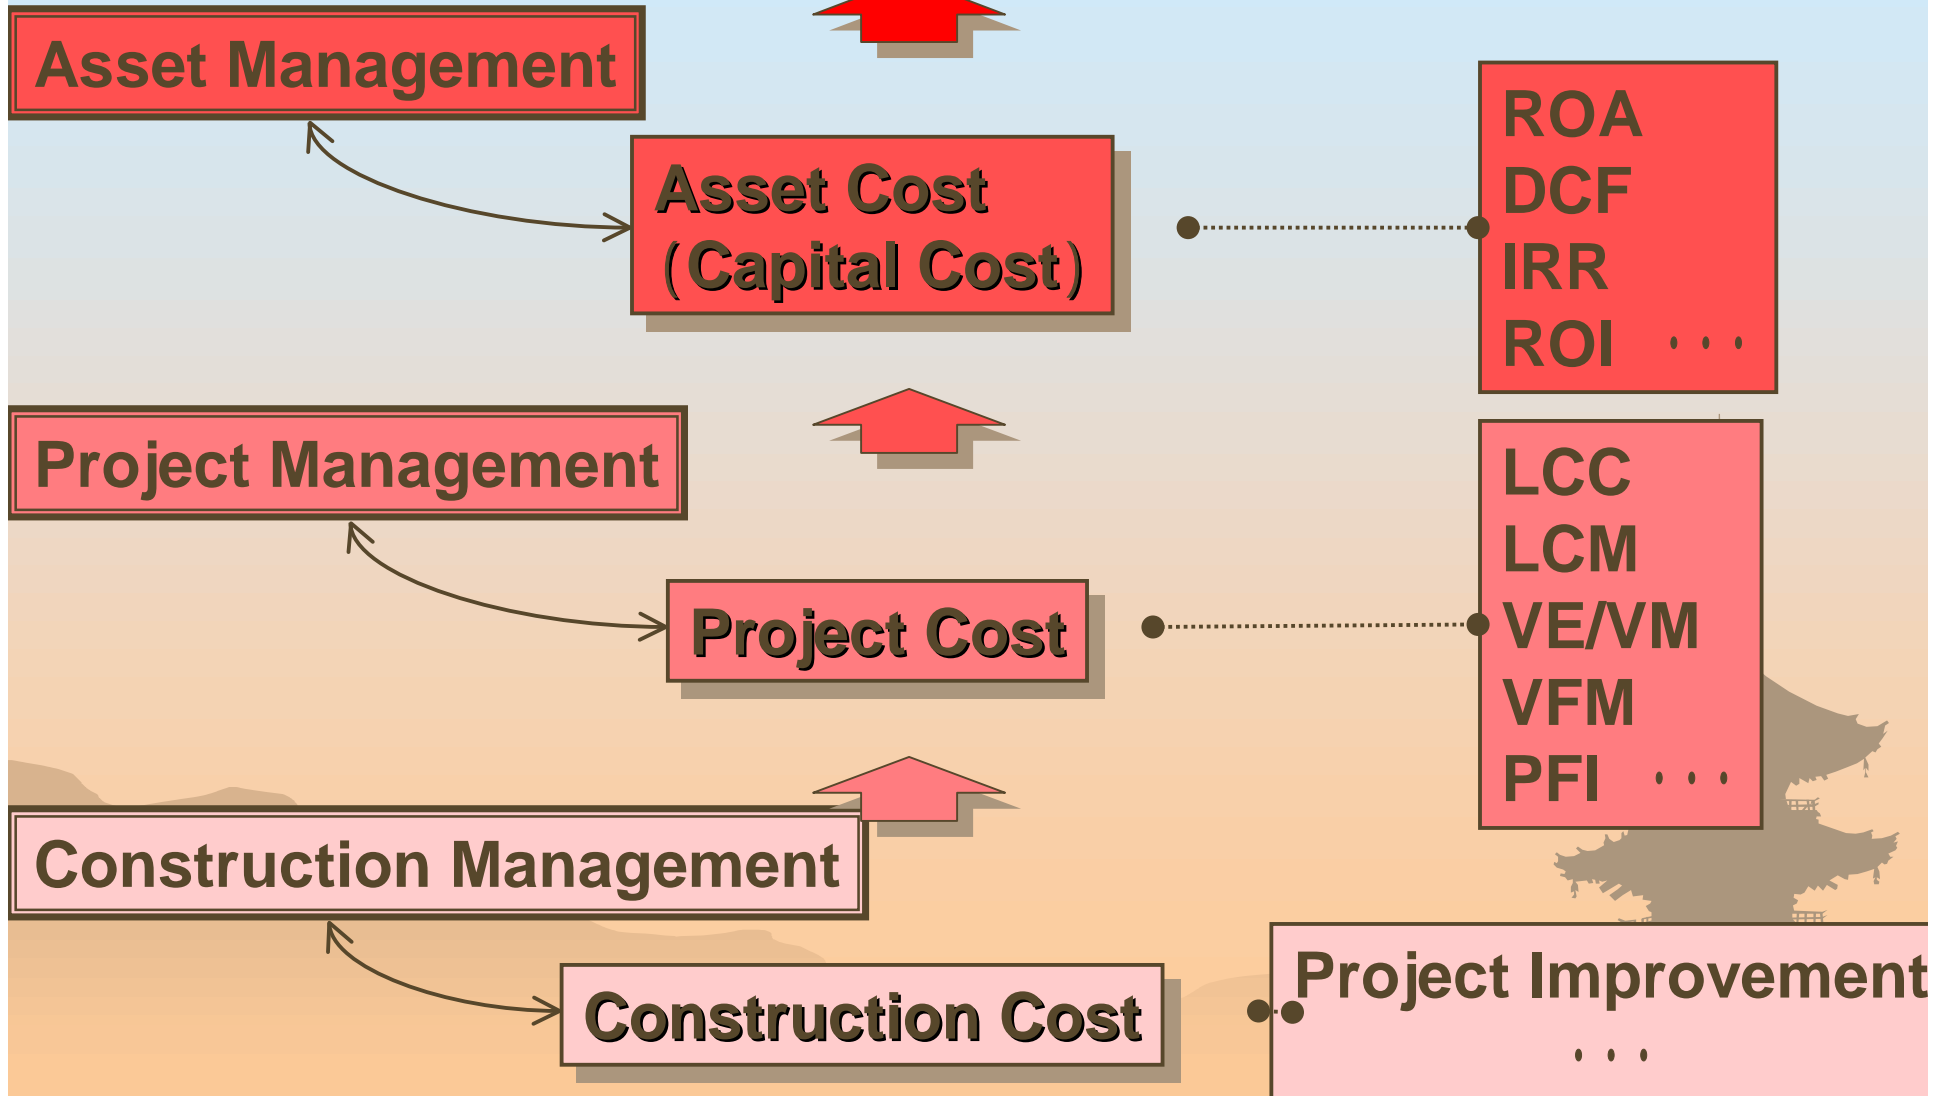 Asset Management
Asset Cost
(Capital Cost)
ROA
DCF
IRR
ROI ・・・
Project Management
Project Cost
LCC
LCM
VE/VM
VFM
PFI ・・・
Construction Management
Construction Cost
Project Improvement
・・・